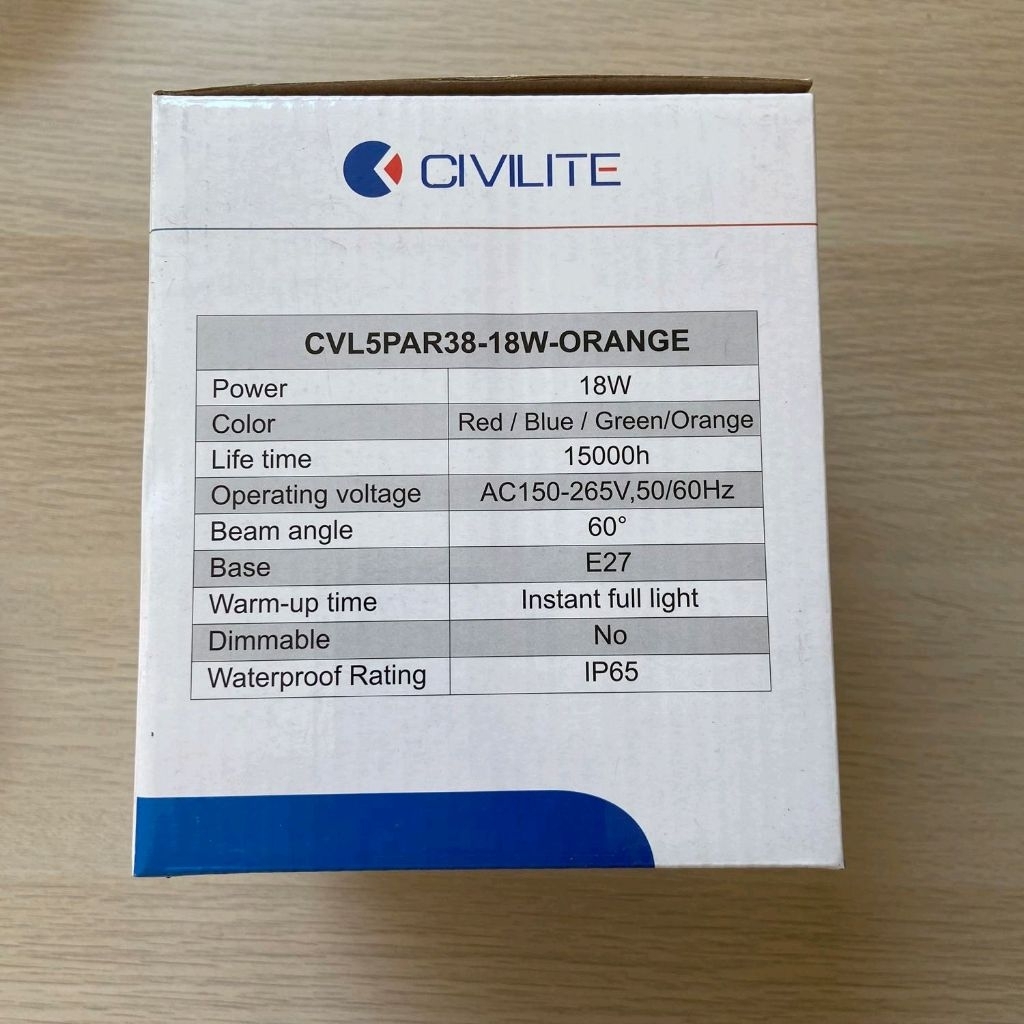 CIVILITE
CVL5PAR38-18W-ORANGE
Power 18W
Color Red / Blue / Green/Orange
Life time 15000h
Operating voltage AC150-265V,50/60Hz
Beam angle 60°
Base E27
Warm-up time Instant full light
Dimmable No
Waterproof Rating IP65